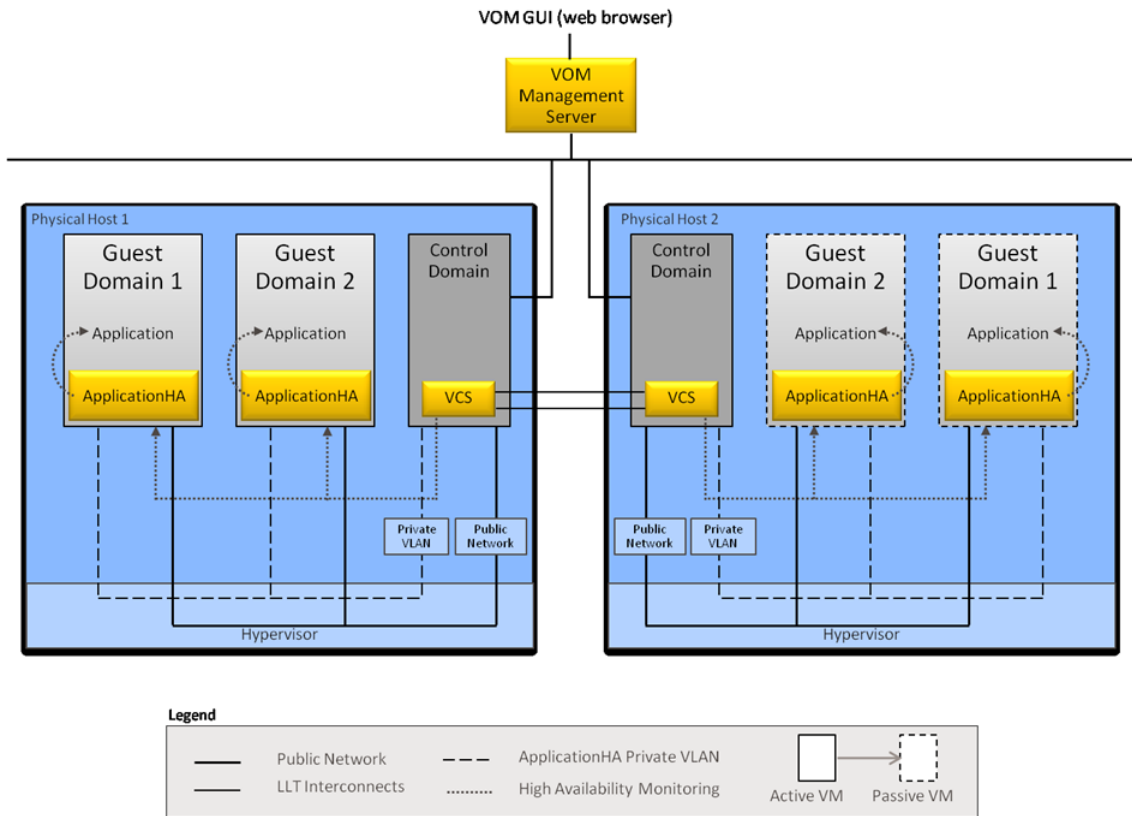 VOM GUI (web browser)
VOM
Management
Server
Physical Host 1
Guest
Domain 1
Application
ApplicationHA
Guest
Domain 2
Application
ApplicationHA
Control
Domain
VCS
Private
VLAN
Public
Network
Hypervisor
Physical Host 2
Control
Domain
VCS
Guest
Domain 2
Application
ApplicationHA
Guest
Domain 1
Application
ApplicationHA
Public
Network
Private
VLAN
Hypervisor
Legend
Public Network
LLT Interconnects
ApplicationHA Private VLAN
High Availability Monitoring
Active VM
Passive VM